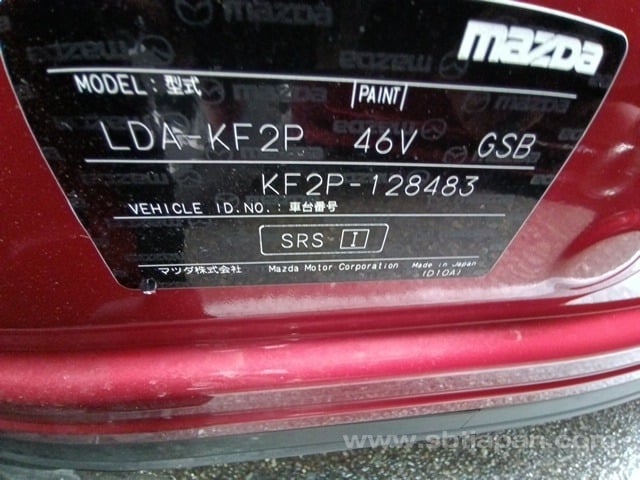 mazda
MODEL: 型式 PAINT
LDA-KF2P 46V GSB
KF2P-128483
VEHICLE ID.NO.: 車台番号
SRS I
マツダ株式会社 Mazda Motor Corporation Made in Japan
(D10A)
www.sbtjapan.com